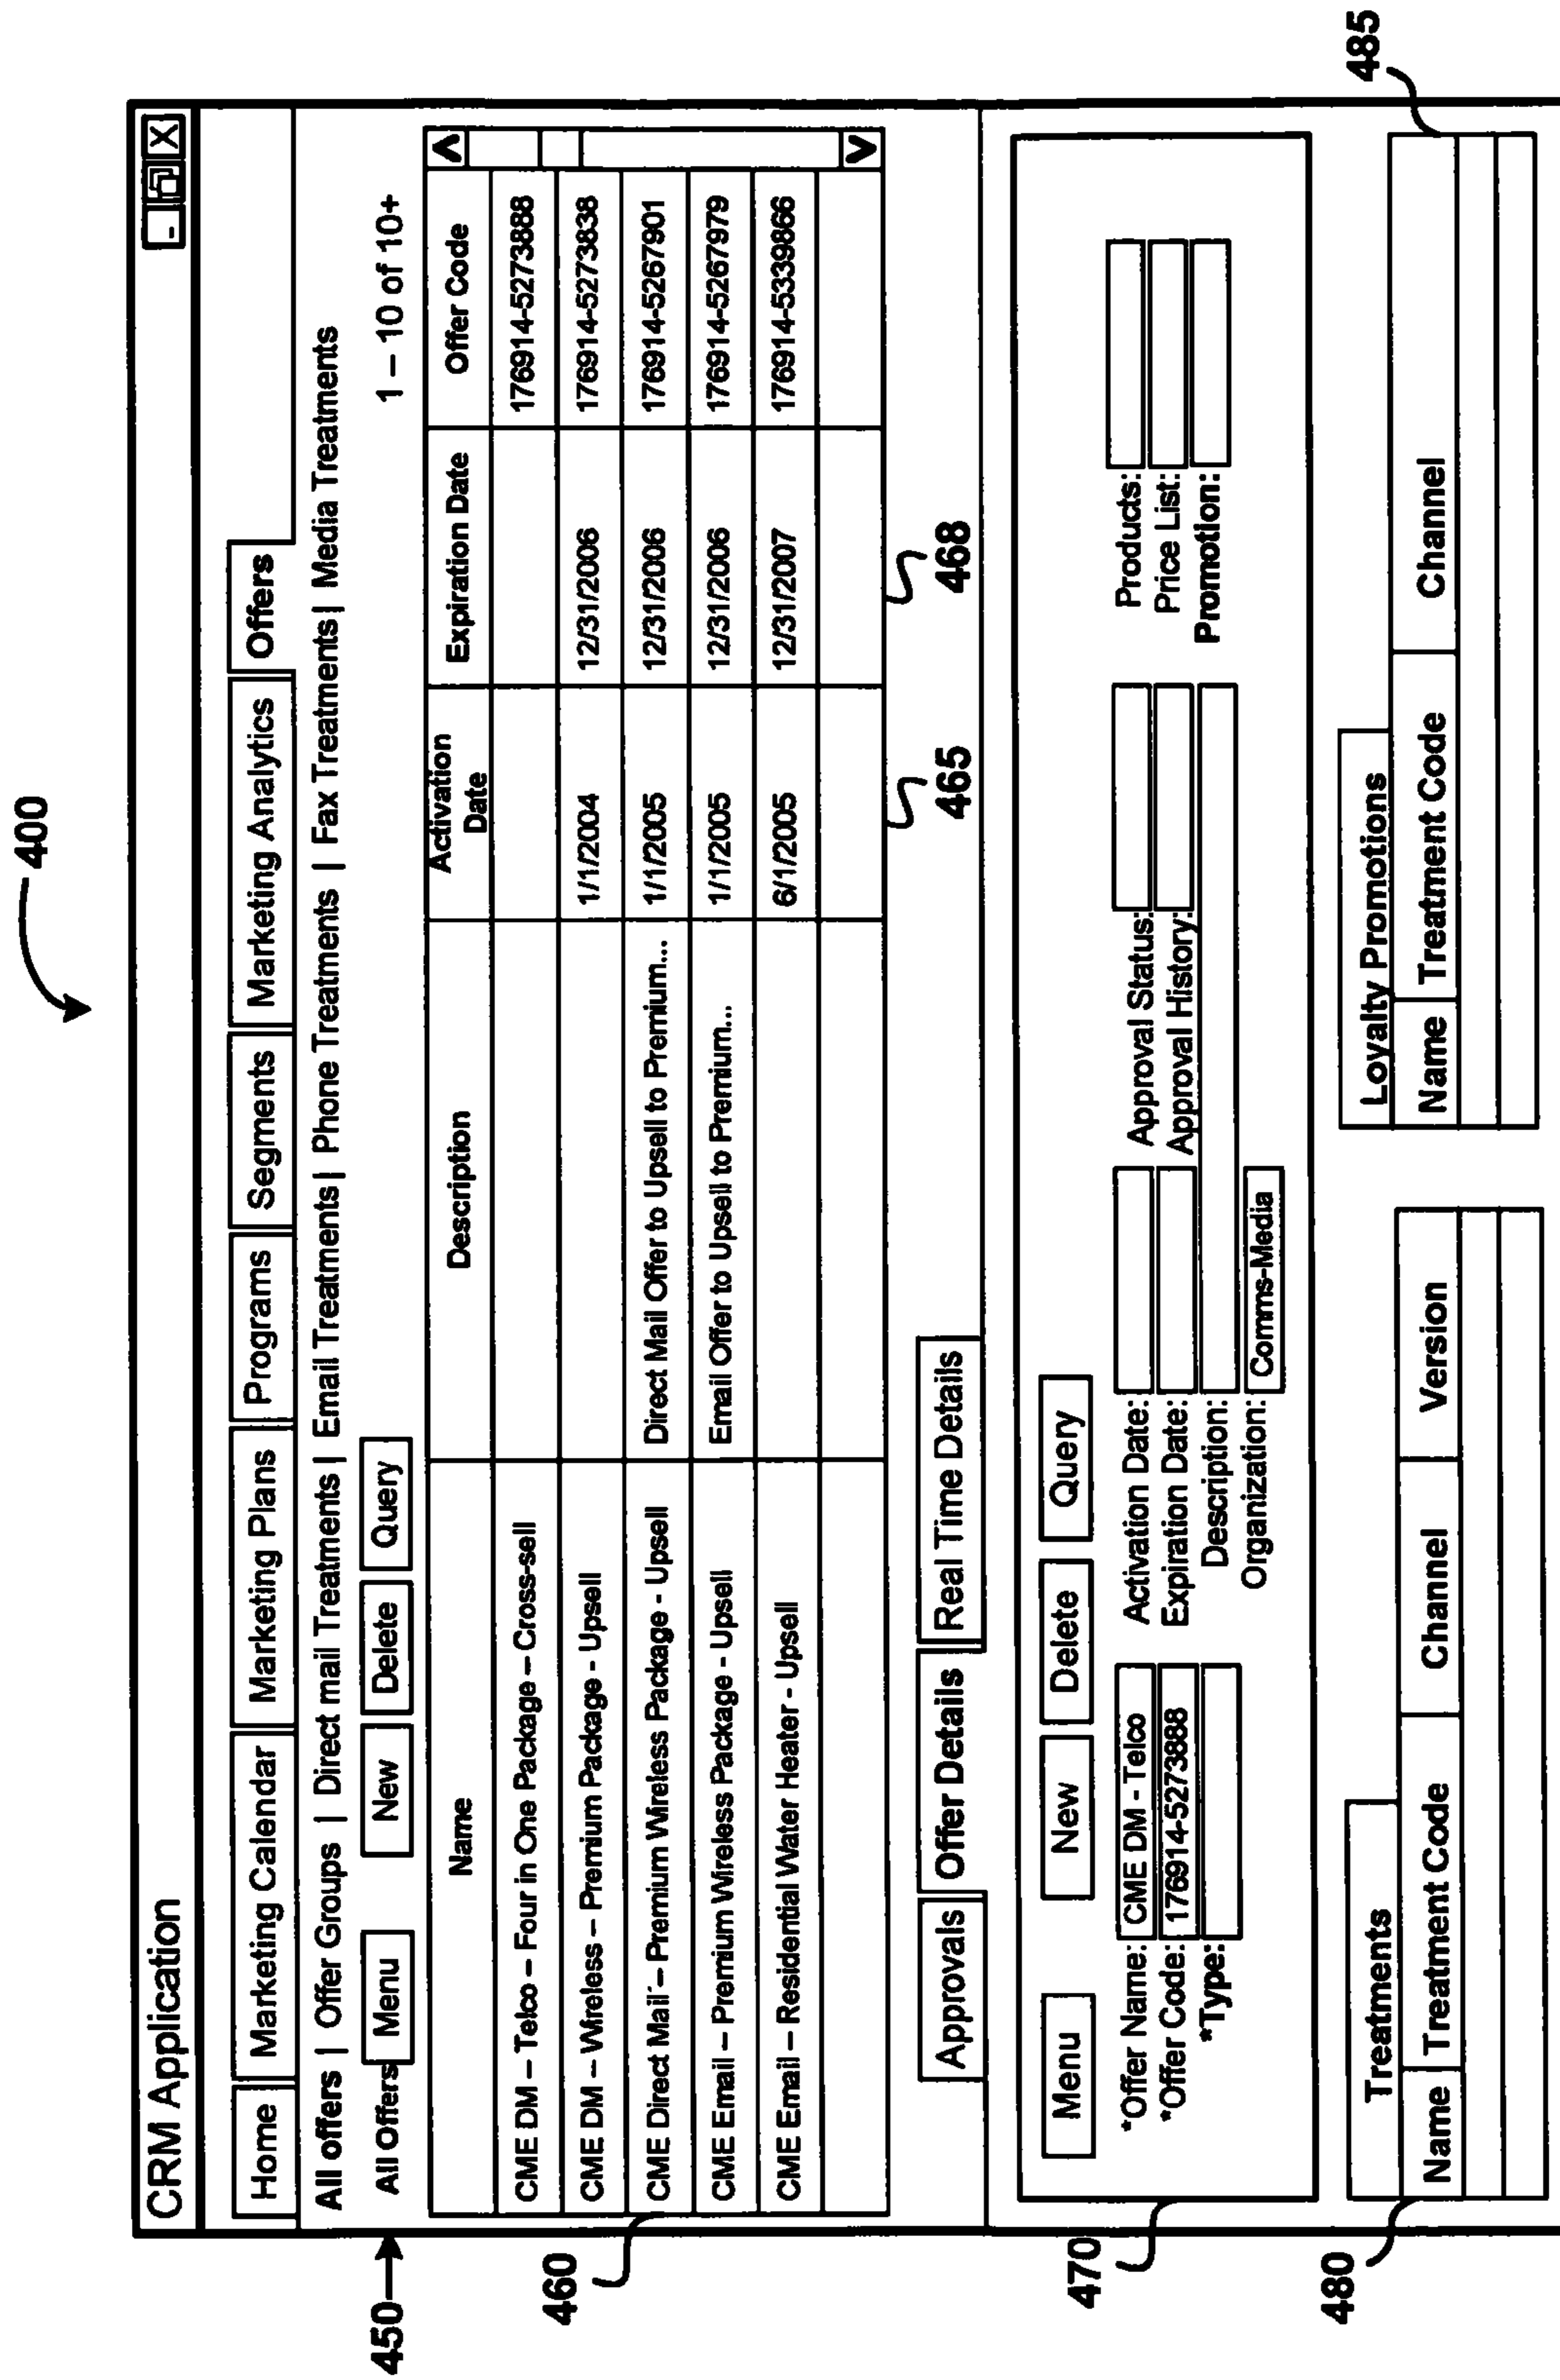 400
CRM Application
- X
Home Marketing Calendar Marketing Plans Programs Segments Marketing Analytics Offers
All offers | Offer Groups | Direct mail Treatments | Email Treatments | Phone Treatments | Fax Treatments | Media Treatments
450
All Offers Menu New Delete Query 1 – 10 of 10+
Name Description Activation Date Expiration Date Offer Code
CME DM – Telco – Four in One Package – Cross-sell 176914-5273888
CME DM – Wireless – Premium Package - Upsell 1/1/2004 12/31/2006 176914-5273838
CME Direct Mail – Premium Wireless Package - Upsell Direct Mail Offer to Upsell to Premium... 1/1/2005 12/31/2006 176914-5267901
CME Email – Premium Wireless Package - Upsell Email Offer to Upsell to Premium... 1/1/2005 12/31/2006 176914-5267979
CME Email – Residential Water Heater - Upsell 6/1/2005 12/31/2007 176914-5339866
460
465
468
Approvals Offer Details Real Time Details
470
Menu New Delete Query
*Offer Name: CME DM - Telco Activation Date: Approval Status: Products:
*Offer Code: 176914-5273888 Expiration Date: Approval History: Price List:
*Type: Description: Promotion:
Organization: Comms-Media
480
Treatments
Name Treatment Code Channel Version
Loyalty Promotions
Name Treatment Code Channel
485